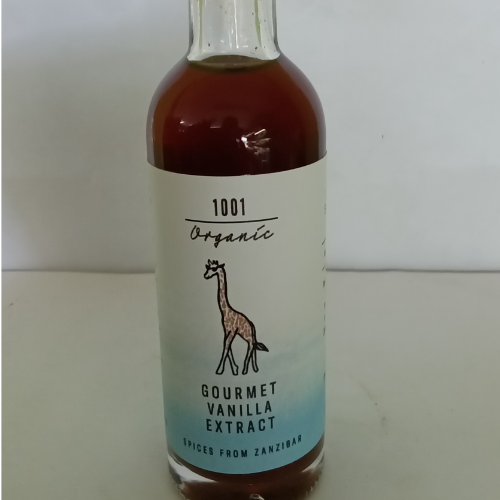 1001
Organic
GOURMET
VANILLA
EXTRACT
SPICES FROM ZANZIBAR